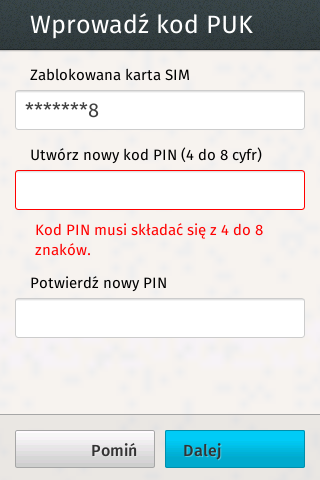 Wprowadź kod PUK
Zablokowana karta SIM
*******8
Utwórz nowy kod PIN (4 do 8 cyfr)
Kod PIN musi składać się z 4 do 8
znaków.
Potwierdź nowy PIN
Pomiń
Dalej